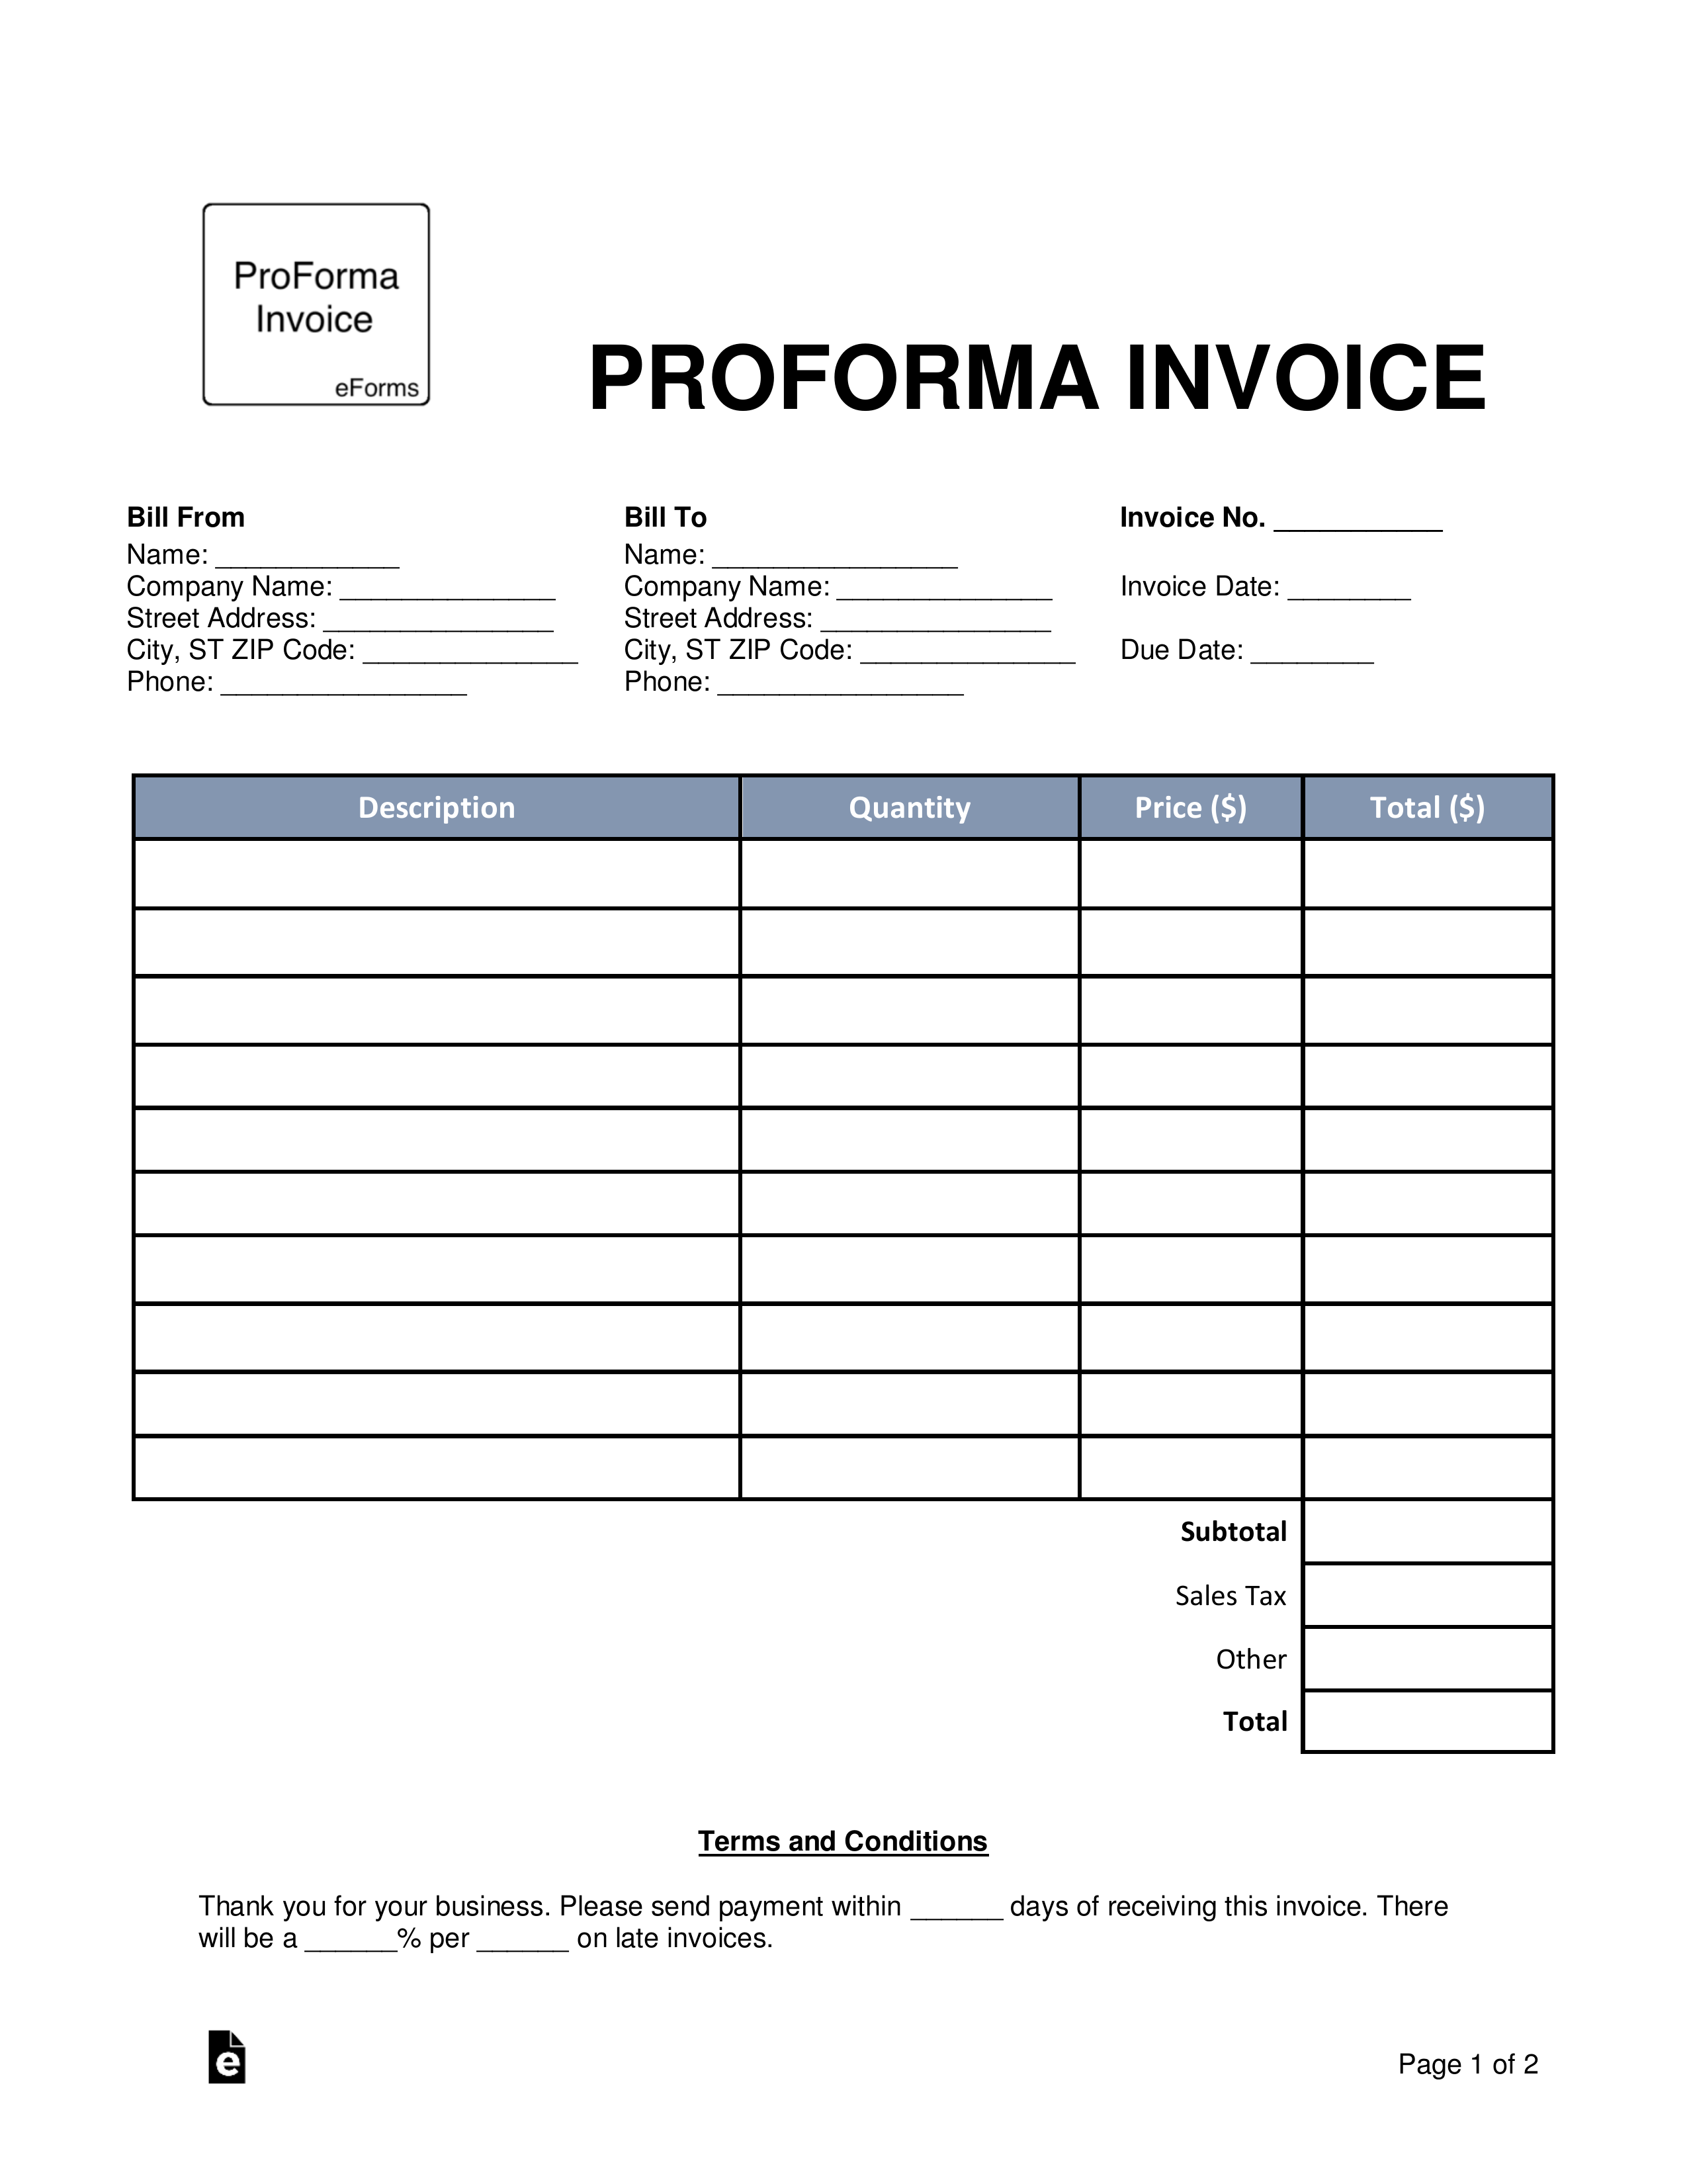 ProForma
Invoice
eForms
PROFORMA INVOICE
Bill From
Name: ____________
Company Name: ______________
Street Address: _______________
City, ST ZIP Code: ______________
Phone: ________________
Bill To
Name: ________________
Company Name: ______________
Street Address: _______________
City, ST ZIP Code: ______________
Phone: ________________
Invoice No. ___________
Invoice Date: ________
Due Date: ________
Description Quantity Price ($) Total ($)
Subtotal
Sales Tax
Other
Total
Terms and Conditions
Thank you for your business. Please send payment within ______ days of receiving this invoice. There
will be a ______% per ______ on late invoices.
e
Page 1 of 2